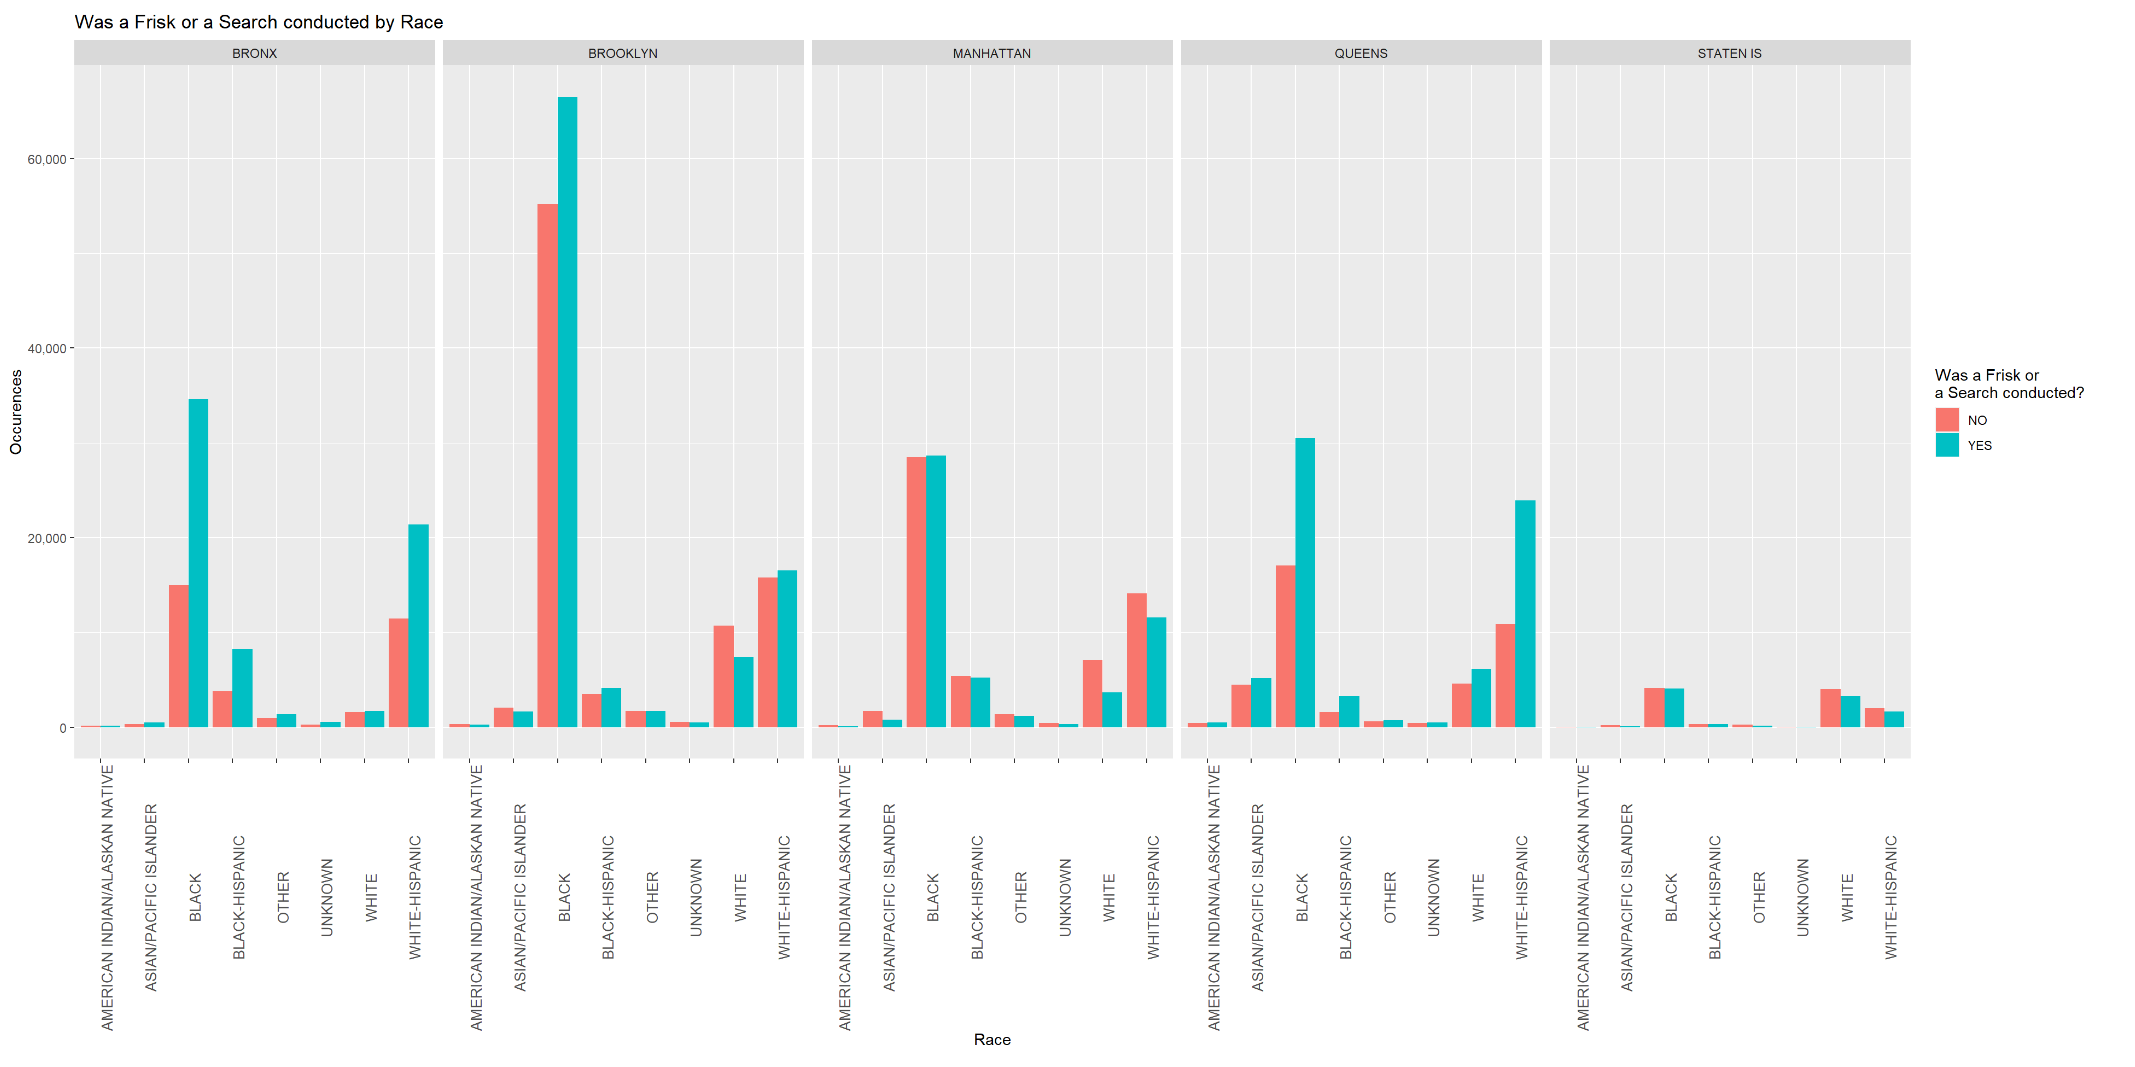 Was a Frisk or a Search conducted by Race
BRONX
BROOKLYN
MANHATTAN
QUEENS
STATEN IS
Occurences
60,000
40,000
20,000
0
AMERICAN INDIAN/ALASKAN NATIVE
ASIAN/PACIFIC ISLANDER
BLACK
BLACK-HISPANIC
OTHER
UNKNOWN
WHITE
WHITE-HISPANIC
AMERICAN INDIAN/ALASKAN NATIVE
ASIAN/PACIFIC ISLANDER
BLACK
BLACK-HISPANIC
OTHER
UNKNOWN
WHITE
WHITE-HISPANIC
AMERICAN INDIAN/ALASKAN NATIVE
ASIAN/PACIFIC ISLANDER
BLACK
BLACK-HISPANIC
OTHER
UNKNOWN
WHITE
WHITE-HISPANIC
AMERICAN INDIAN/ALASKAN NATIVE
ASIAN/PACIFIC ISLANDER
BLACK
BLACK-HISPANIC
OTHER
UNKNOWN
WHITE
WHITE-HISPANIC
AMERICAN INDIAN/ALASKAN NATIVE
ASIAN/PACIFIC ISLANDER
BLACK
BLACK-HISPANIC
OTHER
UNKNOWN
WHITE
WHITE-HISPANIC
Race
Was a Frisk or
a Search conducted?
NO
YES